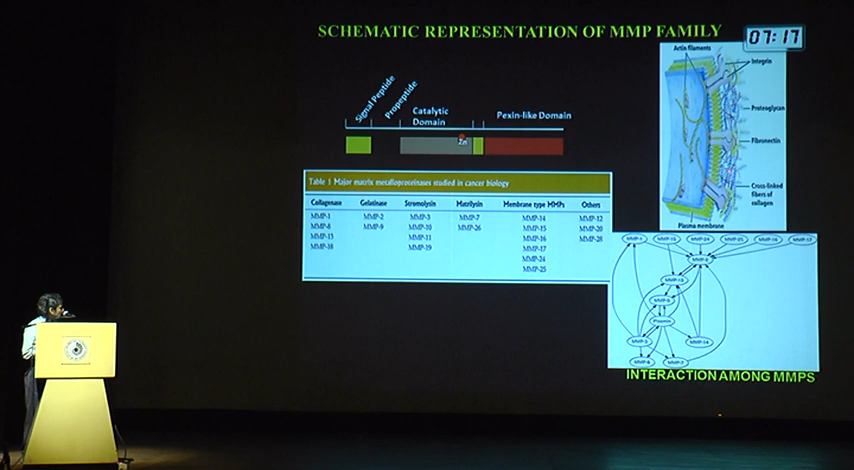 SCHEMATIC REPRESENTATION OF MMP FAMILY
07:17
Signal Peptide
Propeptide
Catalytic
Domain
Pexin-like Domain
Zn
Actin filaments
Integrin
Proteoglycan
Fibronectin
Cross-linked
fibers of
collagen
Plasma membrane
Table 1 Major matrix metalloproteinases studied in cancer biology
Collagenase Gelatinase Stromolysin Matrilysin Membrane type MMPs Others
MMP-1 MMP-2 MMP-3 MMP-7 MMP-14 MMP-12
MMP-8 MMP-9 MMP-10 MMP-26 MMP-15 MMP-20
MMP-13 MMP-11 MMP-16 MMP-28
MMP-18 MMP-19 MMP-17
MMP-24
MMP-25
Plasmin
INTERACTION AMONG MMPS